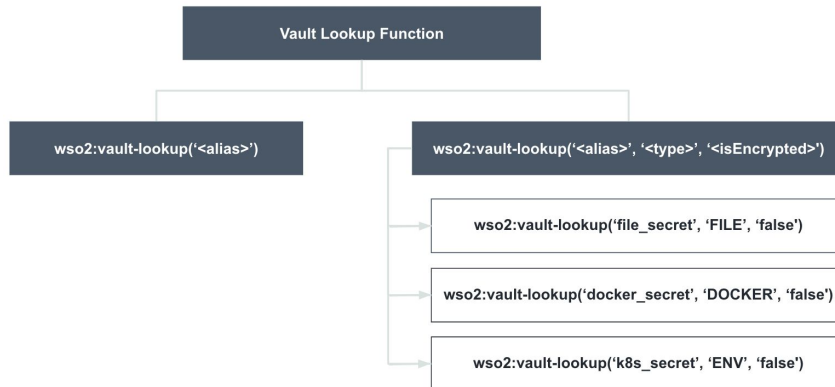 Vault Lookup Function
wso2:vault-lookup(‘<alias>’)
wso2:vault-lookup(‘<alias>’, ‘<type>’, ‘<isEncrypted>')
wso2:vault-lookup(‘file_secret’, ‘FILE’, ‘false')
wso2:vault-lookup(‘docker_secret’, ‘DOCKER’, ‘false')
wso2:vault-lookup(‘k8s_secret’, ‘ENV’, ‘false')